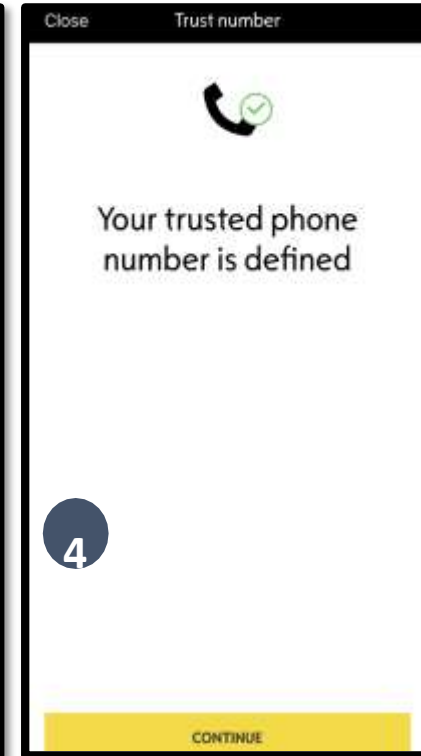 Close Trust number
Your trusted phone
number is defined
4
CONTINUE